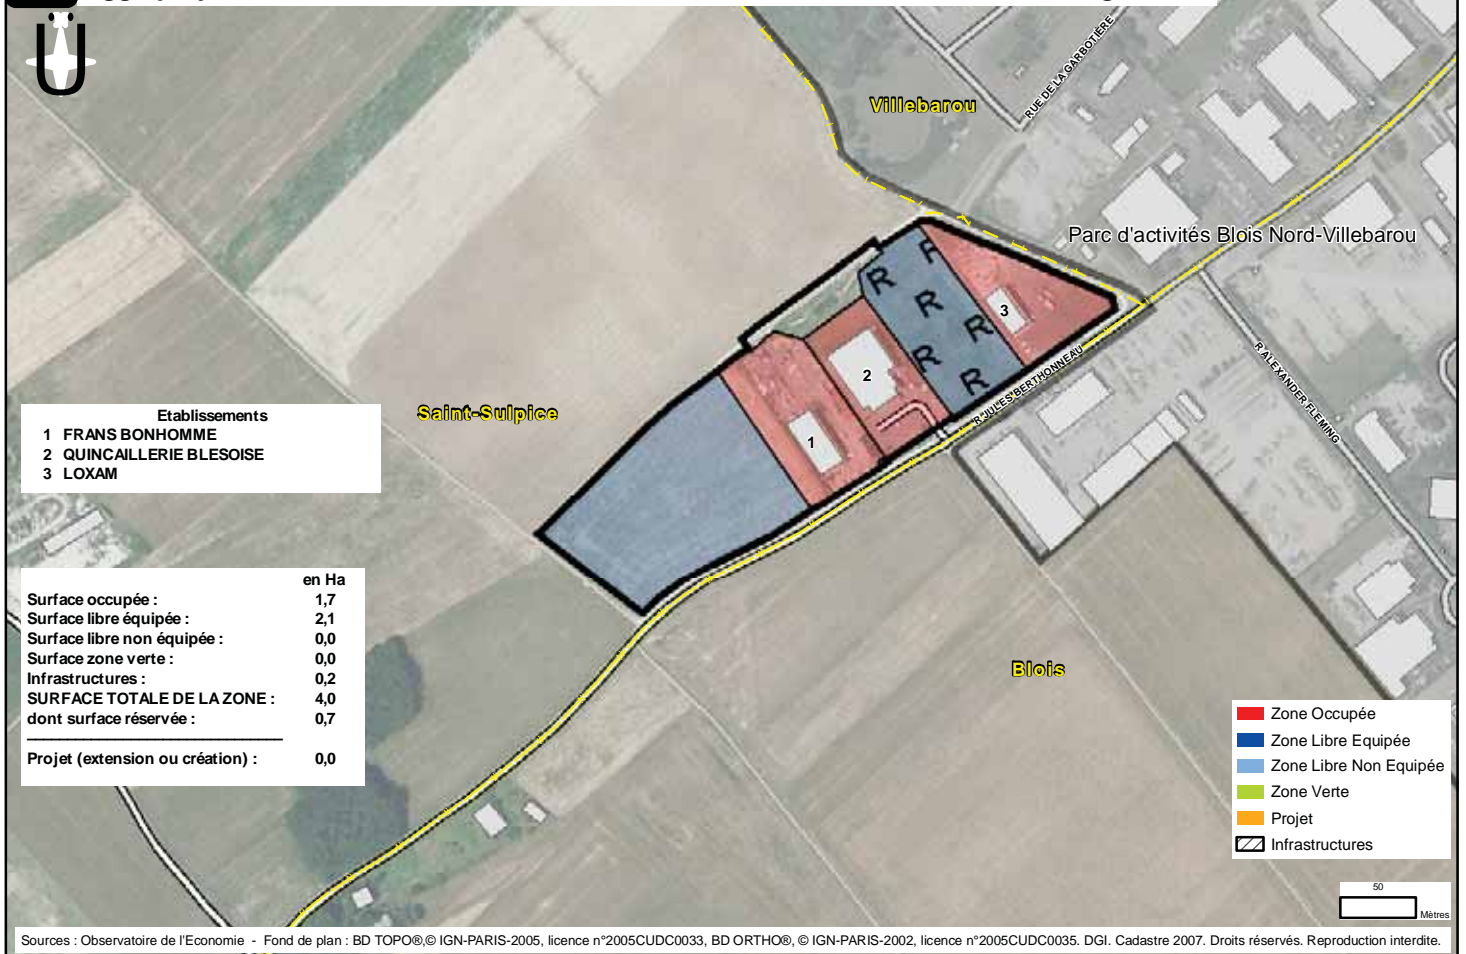 Ü
Villebarou
RUE DE LA GARBOTIÈRE
Parc d'activités Blois Nord-Villebarou
R
R
R
R
R
R
3
2
1
R JULES BERTHONNEAU
R ALEXANDER FLEMING
Saint-Sulpice
Blois
Etablissements
1 FRANS BONHOMME
2 QUINCAILLERIE BLESOISE
3 LOXAM
en Ha
Surface occupée : 1,7
Surface libre équipée : 2,1
Surface libre non équipée : 0,0
Surface zone verte : 0,0
Infrastructures : 0,2
SURFACE TOTALE DE LA ZONE : 4,0
dont surface réservée : 0,7
Projet (extension ou création) : 0,0
Zone Occupée
Zone Libre Equipée
Zone Libre Non Equipée
Zone Verte
Projet
Infrastructures
50
Mètres
Sources : Observatoire de l'Economie - Fond de plan : BD TOPO®,© IGN-PARIS-2005, licence n°2005CUDC0033, BD ORTHO®, © IGN-PARIS-2002, licence n°2005CUDC0035. DGI. Cadastre 2007. Droits réservés. Reproduction interdite.